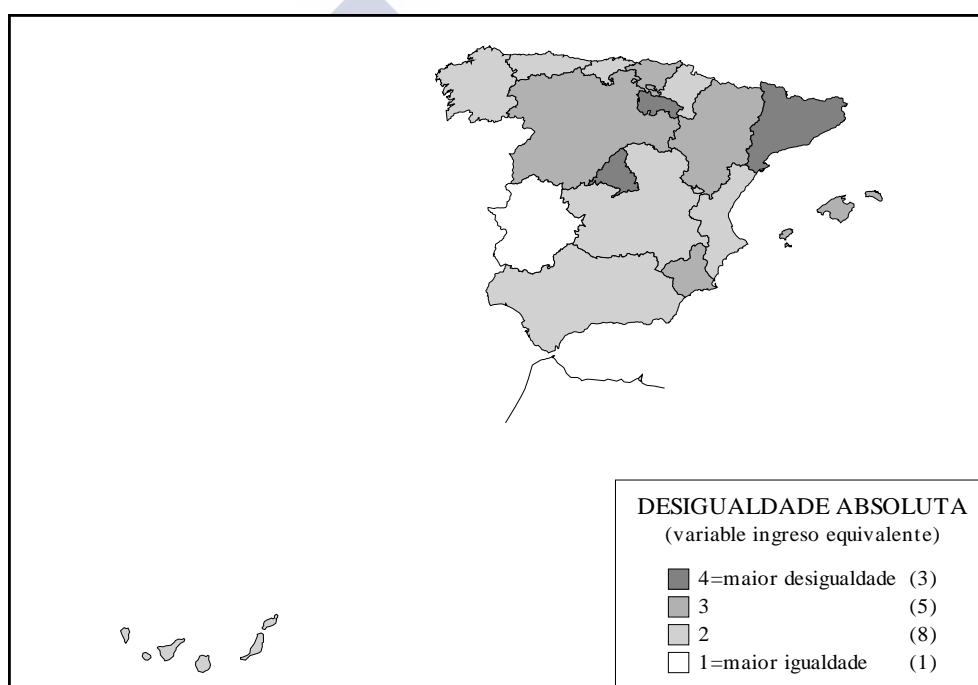 DESIGUALDADE ABSOLUTA
(variable ingreso equivalente)
4=maior desigualdade (3)
3 (5)
2 (8)
1=maior igualdade (1)